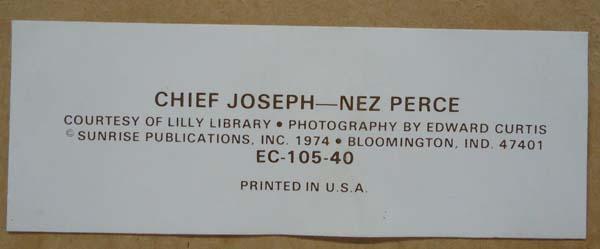 CHIEF JOSEPH—NEZ PERCE
COURTESY OF LILLY LIBRARY • PHOTOGRAPHY BY EDWARD CURTIS
© SUNRISE PUBLICATIONS, INC. 1974 • BLOOMINGTON, IND. 47401
EC-105-40
PRINTED IN U.S.A.